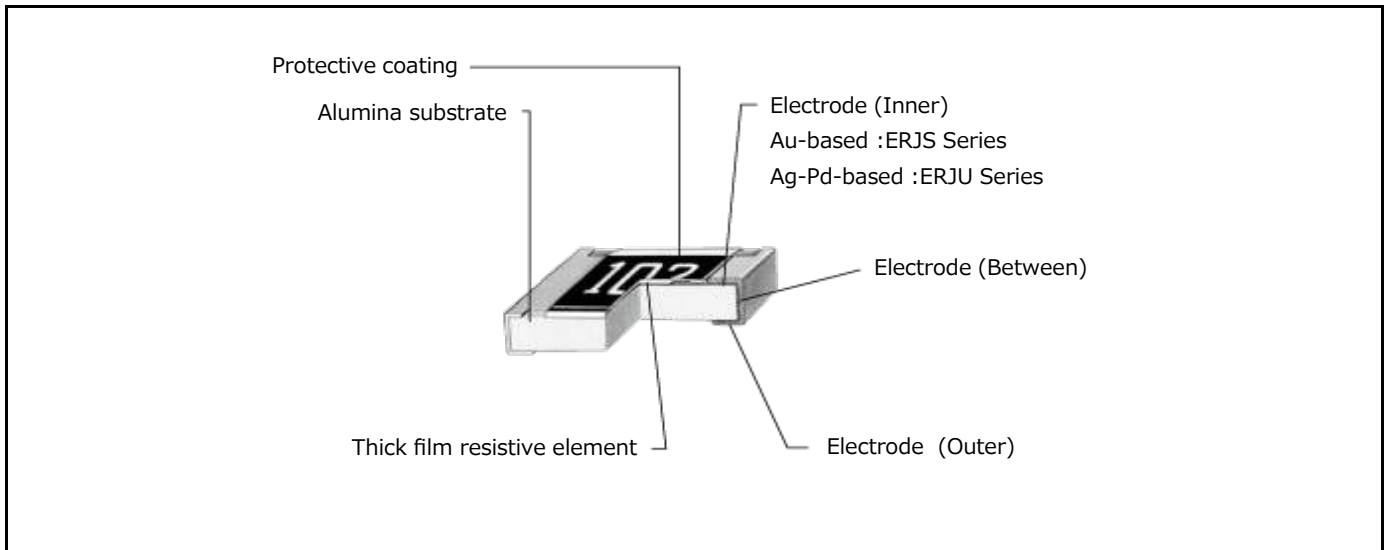 Protective coating
Alumina substrate
Electrode (Inner)
Au-based :ERJS Series
Ag-Pd-based :ERJU Series
102
Electrode (Between)
Thick film resistive element
Electrode (Outer)